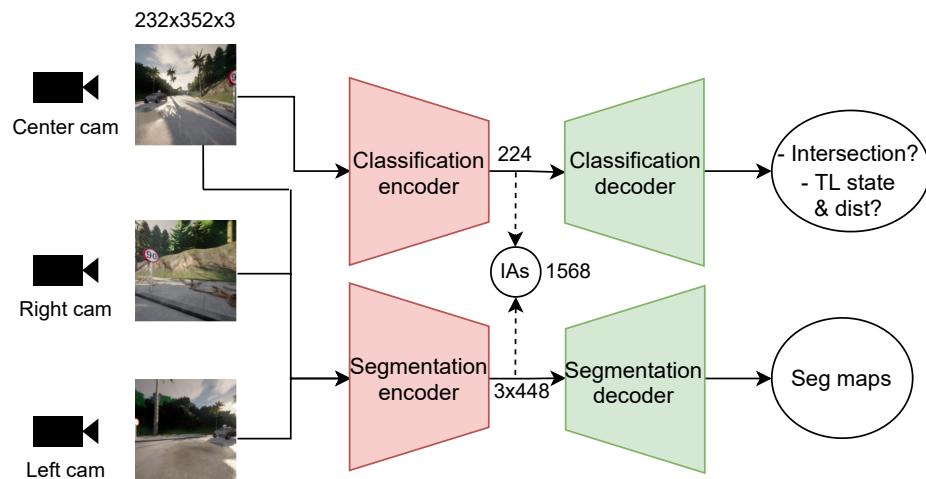 232x352x3
Center cam
Right cam
90
Left cam
Classification
encoder
224
Classification
decoder
- Intersection?
- TL state
& dist?
IAs
1568
Segmentation
encoder
3x448
Segmentation
decoder
Seg maps